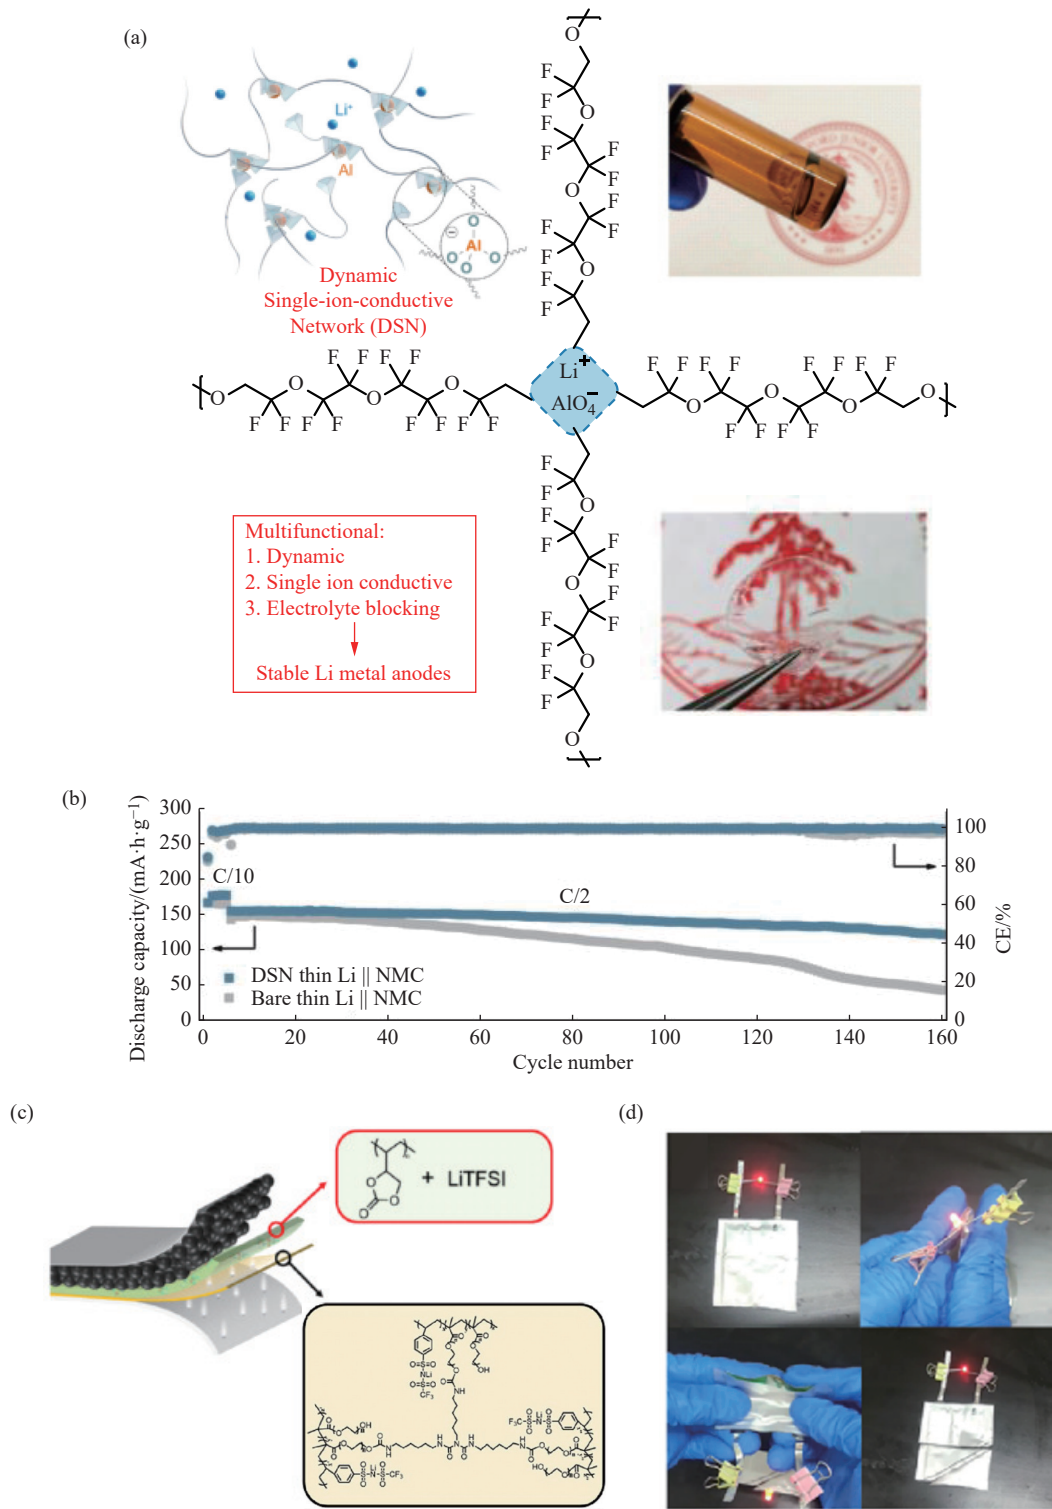 (a)
Li⁺
Al
O
O
Al
O
O
Dynamic
Single-ion-conductive
Network (DSN)
O
F
F
O
F
F
F
F
O
F
F
F
F
O
F
F
Li⁺
AlO₄⁻
O
F
F
O
F
F
F
F
O
F
F
F
F
O
F
F
F
F
O
F
F
F
F
O
F
F
F
F
O
F
F
O
F
F
O
F
F
F
F
O
F
F
F
F
O
F
F
O
Multifunctional:
1. Dynamic
2. Single ion conductive
3. Electrolyte blocking
Stable Li metal anodes
(b)
Discharge capacity/(mA·h·g⁻¹)
300
250
200
150
100
50
0
C/10
C/2
DSN thin Li || NMC
Bare thin Li || NMC
100
80
60
40
20
0
CE/%
0 20 40 60 80 100 120 140 160
Cycle number
(c)
O
O
O
+ LiTFSI
(d)